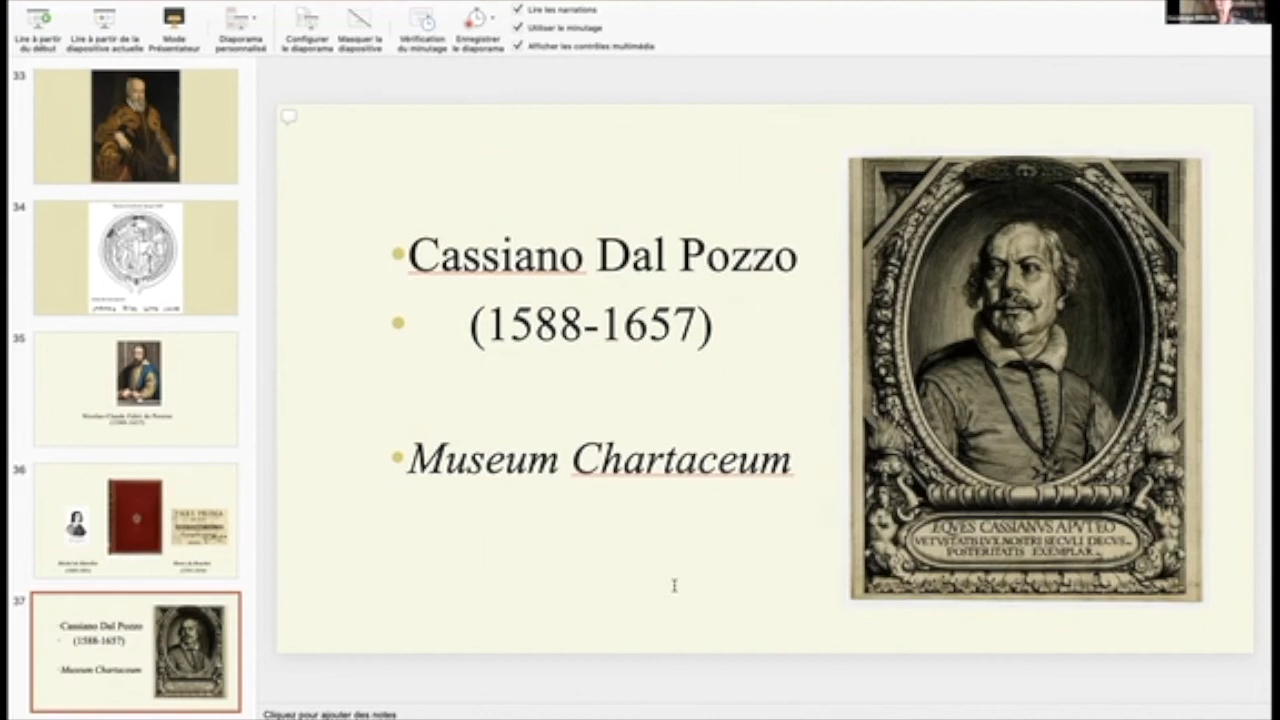 Lire à partir du début
Lire à partir de la diapositive actuelle
Mode Présentateur
Diaporama personnalisé
Configurer le diaporama
Masquer la diapositive
Vérification du minutage
Enregistrer le diaporama
Lire les narrations
Utiliser le minutage
Afficher les contrôles multimédia
33
34
35
36
37
Cassiano Dal Pozzo
(1588-1657)
Museum Chartaceum
Cassiano Dal Pozzo
(1588-1657)
Museum Chartaceum
EQVES CASSIANVS A PVTEO
VETVSTATIS LVX, NOSTRI SECVLI DECVS,
POSTERITATIS EXEMPLAR.
Cliquez pour ajouter des notes